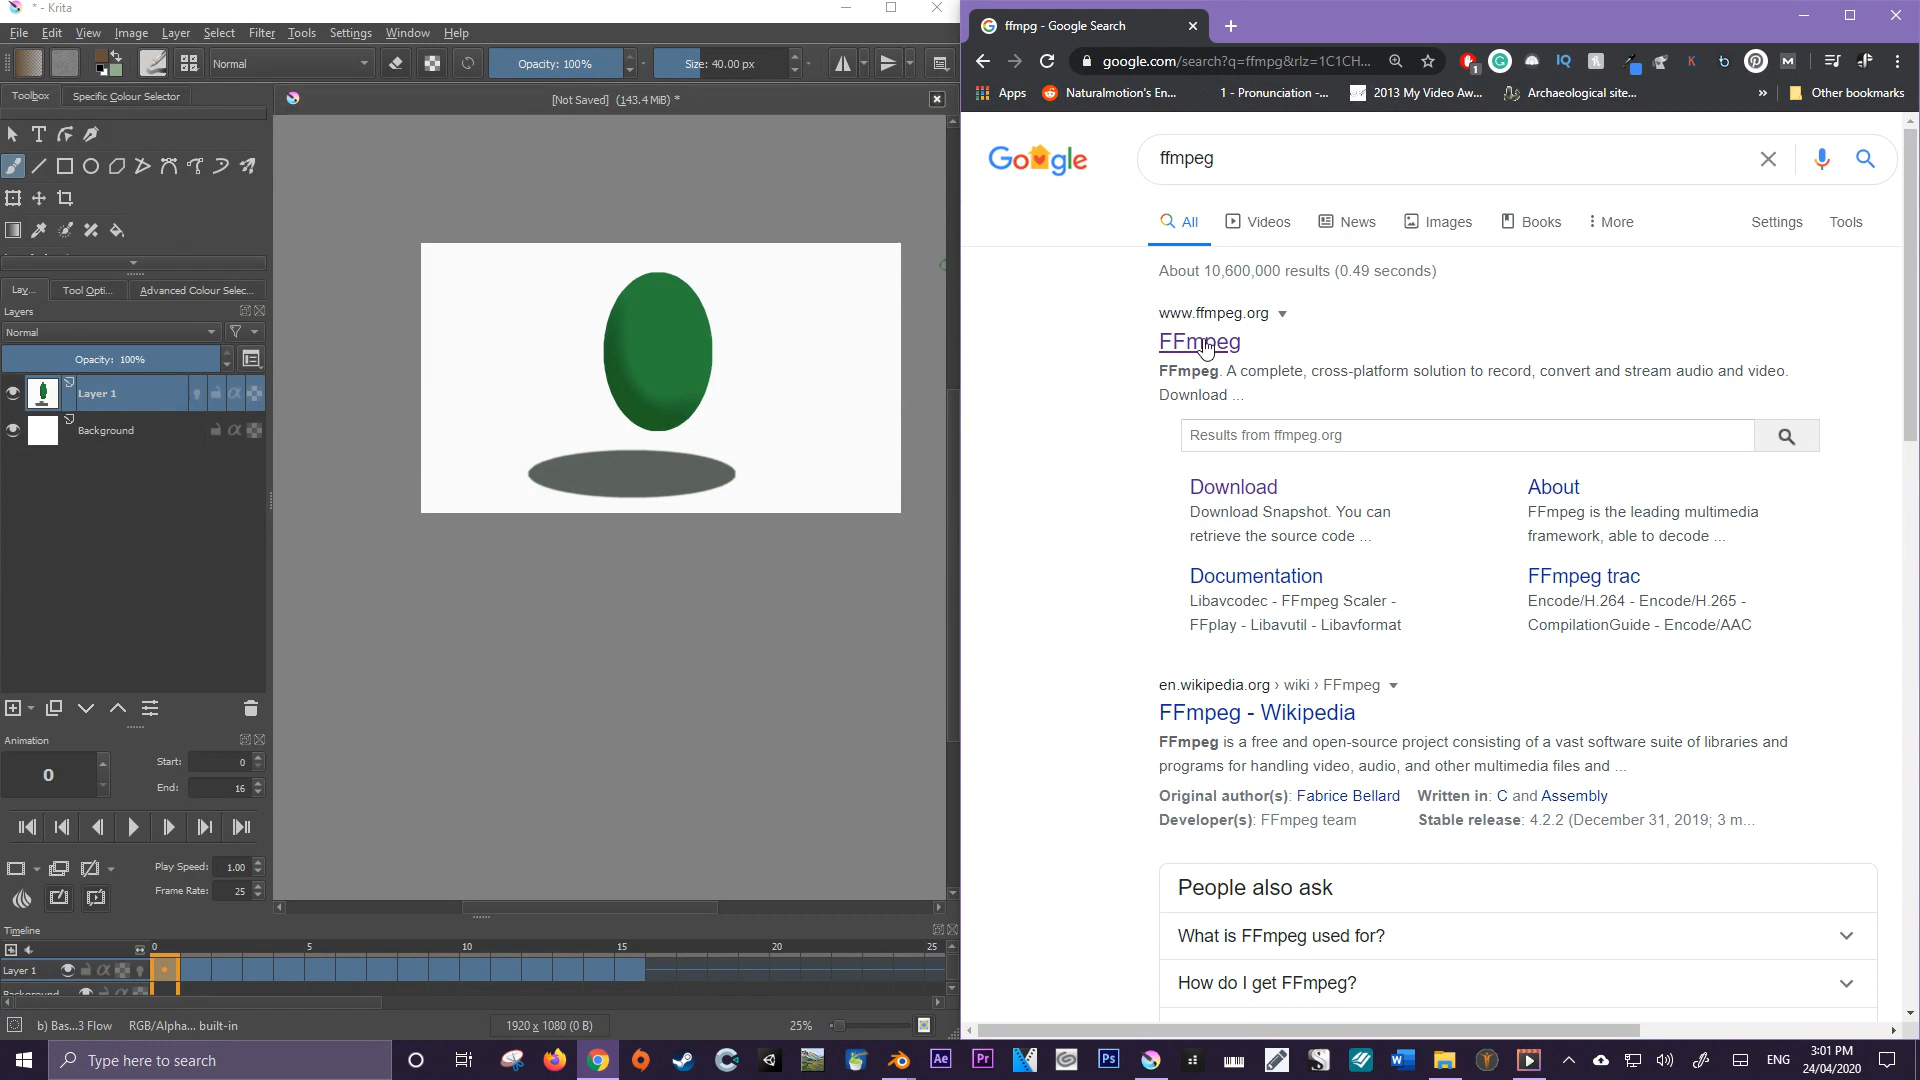 * - Krita
File Edit View Image Layer Select Filter Tools Settings Window Help
Normal
Opacity: 100%
Size: 40.00 px
Toolbox
Specific Colour Selector
[Not Saved] (143.4 MiB) *
Lay...
Tool Opti...
Advanced Colour Selec...
Layers
Normal
Opacity: 100%
Layer 1
Background
Animation
0
Start: 0
End: 16
Play Speed: 1.00
Frame Rate: 25
Timeline
0 5 10 15 20 25
Layer 1
Background
b) Bas...3 Flow
RGB/Alpha... built-in
1920 x 1080 (0 B)
25%
ffmpg - Google Search
google.com/search?q=ffmpg&rlz=1C1CH...
Apps
Naturalmotion's En...
1 - Pronunciation -...
2013 My Video Aw...
Archaeological site...
»
Other bookmarks
Google
ffmpeg
All
Videos
News
Images
Books
More
Settings
Tools
About 10,600,000 results (0.49 seconds)
www.ffmpeg.org
FFmpeg
FFmpeg. A complete, cross-platform solution to record, convert and stream audio and video.
Download ...
Results from ffmpeg.org
Download
Download Snapshot. You can
retrieve the source code ...
About
FFmpeg is the leading multimedia
framework, able to decode ...
Documentation
Libavcodec - FFmpeg Scaler -
FFplay - Libavutil - Libavformat
FFmpeg trac
Encode/H.264 - Encode/H.265 -
CompilationGuide - Encode/AAC
en.wikipedia.org › wiki › FFmpeg
FFmpeg - Wikipedia
FFmpeg is a free and open-source project consisting of a vast software suite of libraries and
programs for handling video, audio, and other multimedia files and ...
Original author(s): Fabrice Bellard
Written in: C and Assembly
Developer(s): FFmpeg team
Stable release: 4.2.2 (December 31, 2019; 3 m...
People also ask
What is FFmpeg used for?
How do I get FFmpeg?
Type here to search
ENG
3:01 PM
24/04/2020